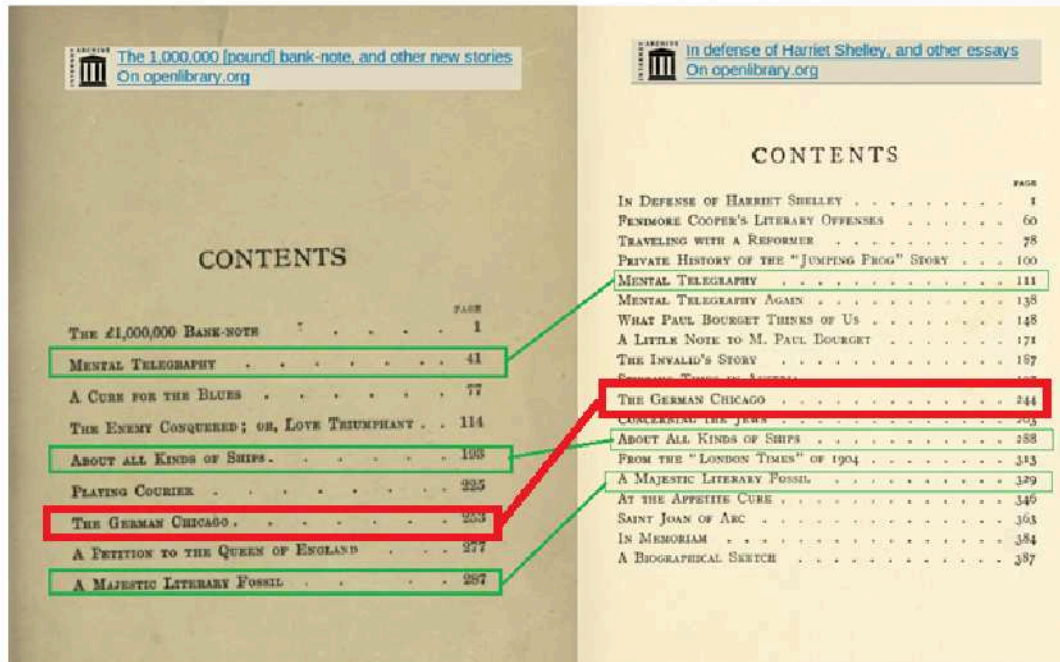 The 1,000,000 [pound] bank-note, and other new stories
On openlibrary.org
CONTENTS
PAGE
THE £1,000,000 BANK-NOTE 1
MENTAL TELEGRAPHY 41
A CURE FOR THE BLUES 77
THE ENEMY CONQUERED; OR, LOVE TRIUMPHANT 114
ABOUT ALL KINDS OF SHIPS 193
PLAYING COURIER 225
THE GERMAN CHICAGO 253
A PETITION TO THE QUEEN OF ENGLAND 277
A MAJESTIC LITERARY FOSSIL 287
In defense of Harriet Shelley, and other essays
On openlibrary.org
CONTENTS
PAGE
IN DEFENSE OF HARRIET SHELLEY 1
FENIMORE COOPER'S LITERARY OFFENSES 60
TRAVELING WITH A REFORMER 78
PRIVATE HISTORY OF THE "JUMPING FROG" STORY 100
MENTAL TELEGRAPHY 111
MENTAL TELEGRAPHY AGAIN 138
WHAT PAUL BOURGET THINKS OF US 148
A LITTLE NOTE TO M. PAUL BOURGET 171
THE INVALID'S STORY 187
THE GERMAN CHICAGO 244
CONCERNING THE JEWS
ABOUT ALL KINDS OF SHIPS 288
FROM THE "LONDON TIMES" OF 1904 313
A MAJESTIC LITERARY FOSSIL 329
AT THE APPETITE CURE 346
SAINT JOAN OF ARC 363
IN MEMORIAM 384
A BIOGRAPHICAL SKETCH 387